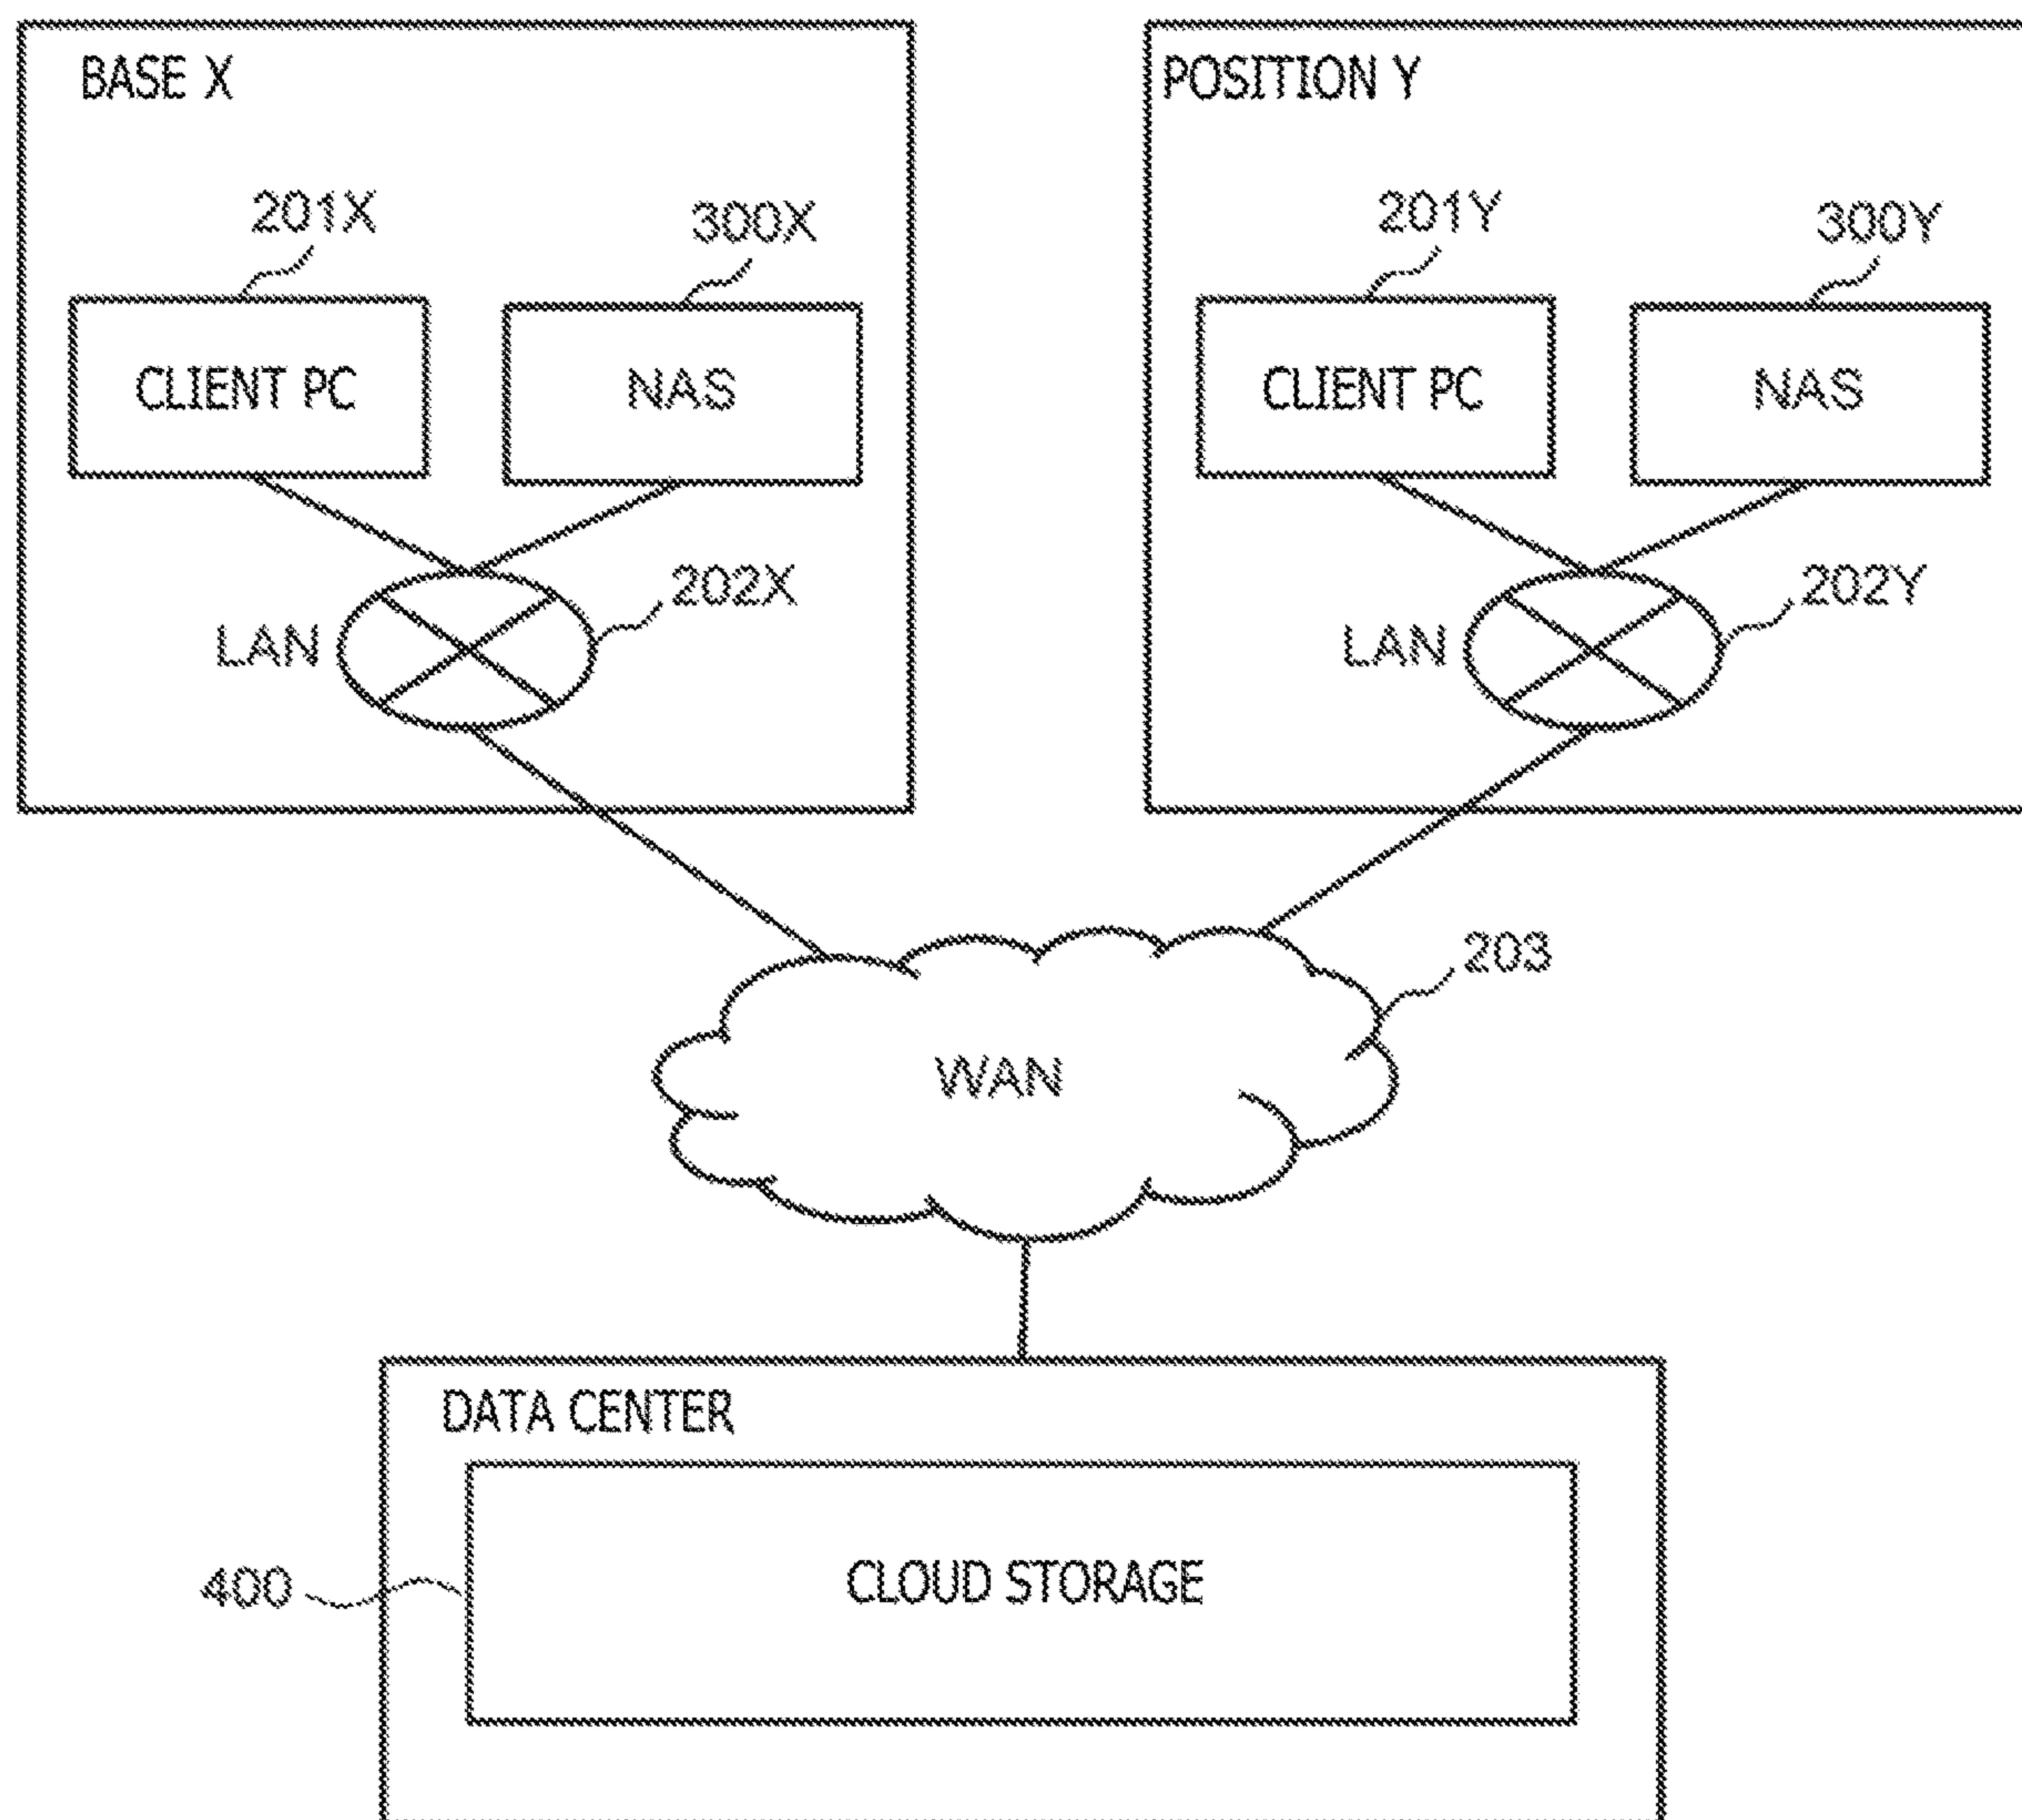 BASE X
POSITION Y
201X
300X
201Y
300Y
CLIENT PC
NAS
CLIENT PC
NAS
202X
202Y
LAN
LAN
203
WAN
DATA CENTER
400
CLOUD STORAGE